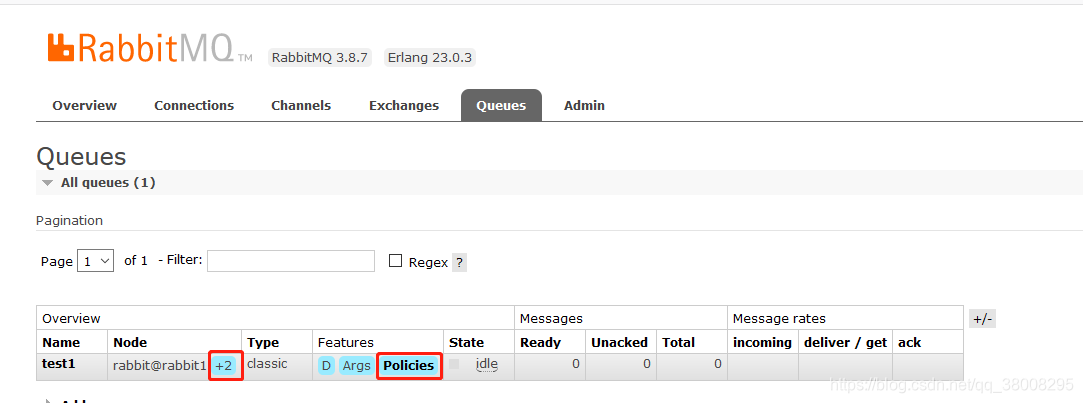 RabbitMQ TM RabbitMQ 3.8.7 Erlang 23.0.3
Overview Connections Channels Exchanges Queues Admin
Queues
All queues (1)
Pagination
Page 1 of 1 - Filter: Regex ?
Overview Messages Message rates +/-
Name Node Type Features State Ready Unacked Total incoming deliver / get ack
test1 rabbit@rabbit1 +2 classic D Args Policies idle 0 0 0
https://blog.csdn.net/qq_38008295